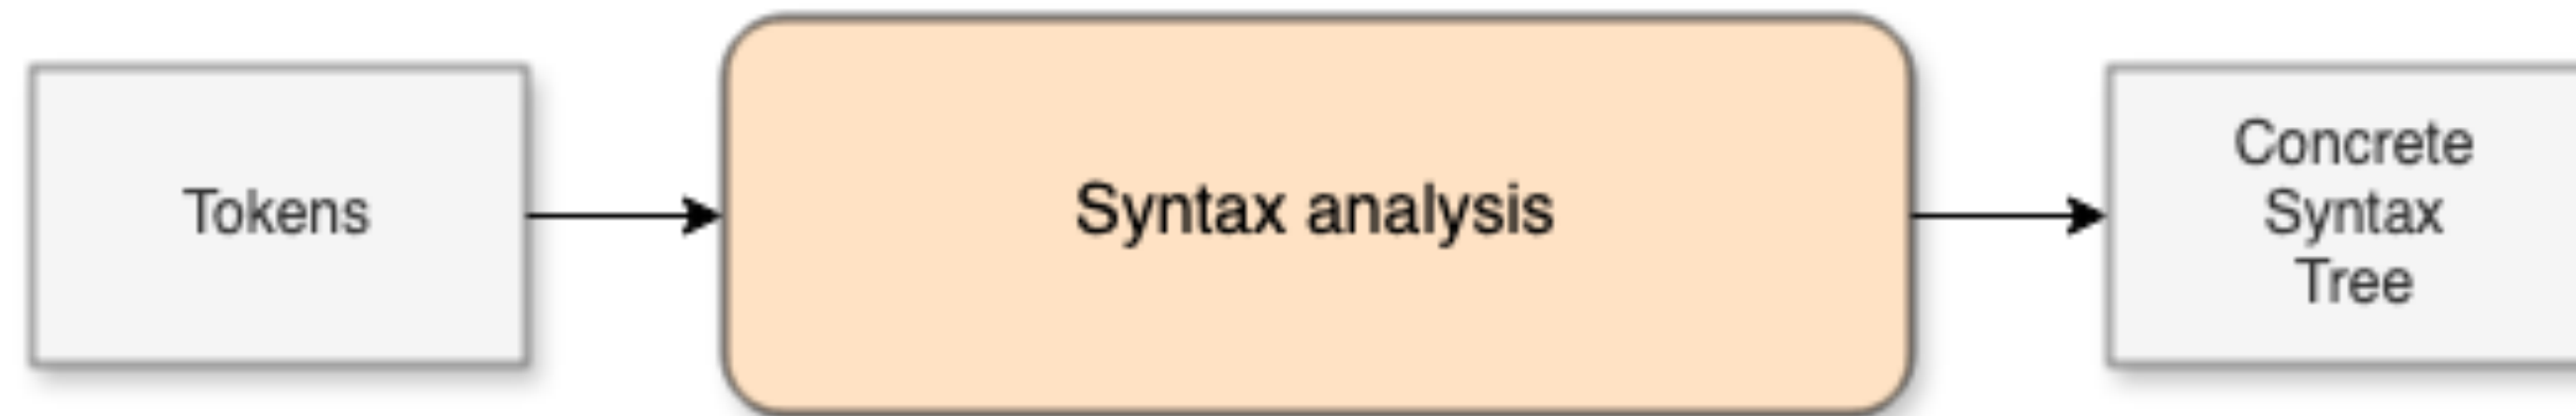 Tokens
Syntax analysis
Concrete
Syntax
Tree